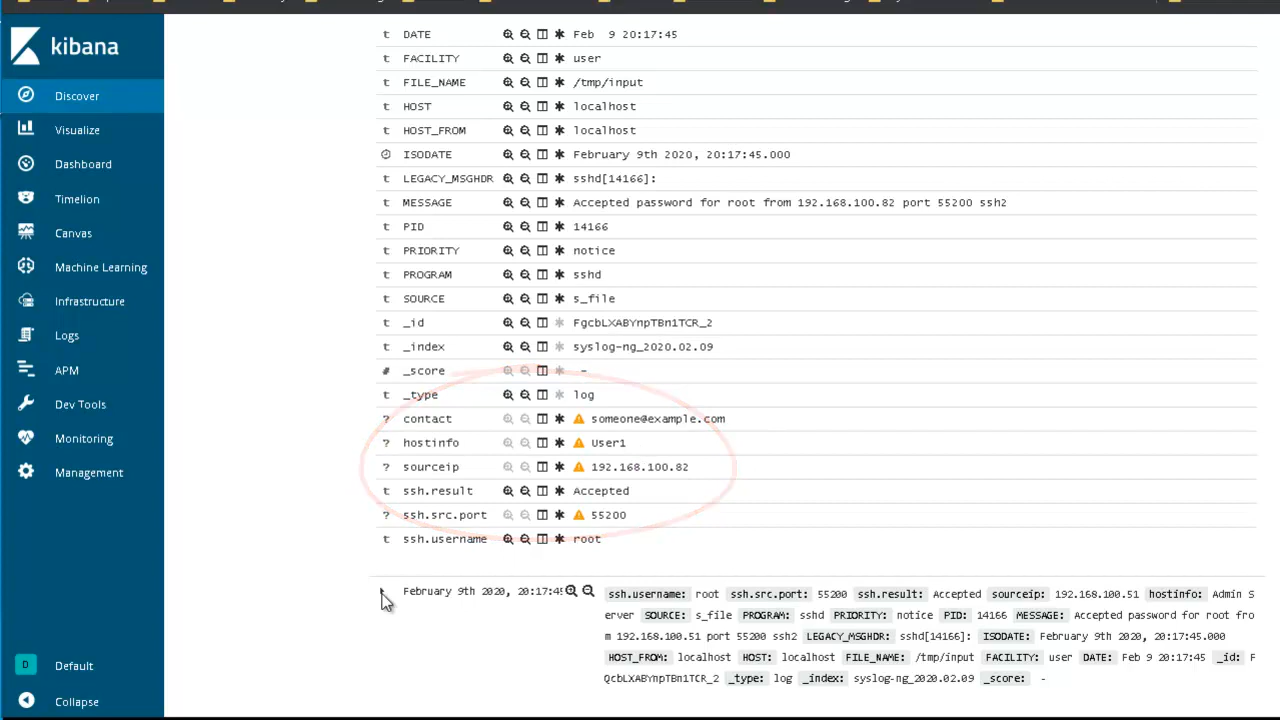 kibana
Discover
Visualize
Dashboard
Timelion
Canvas
Machine Learning
Infrastructure
Logs
APM
Dev Tools
Monitoring
Management
D Default
Collapse
t DATE Feb 9 20:17:45
t FACILITY user
t FILE_NAME /tmp/input
t HOST localhost
t HOST_FROM localhost
ISODATE February 9th 2020, 20:17:45.000
t LEGACY_MSGHDR sshd[14166]:
t MESSAGE Accepted password for root from 192.168.100.82 port 55200 ssh2
t PID 14166
t PRIORITY notice
t PROGRAM sshd
t SOURCE s_file
t _id FgcbLXABYnpTBn1TCR_2
t _index syslog-ng_2020.02.09
# _score -
t _type log
? contact someone@example.com
? hostinfo User1
? sourceip 192.168.100.82
t ssh.result Accepted
? ssh.src.port 55200
t ssh.username root
February 9th 2020, 20:17:45
ssh.username: root ssh.src.port: 55200 ssh.result: Accepted sourceip: 192.168.100.51 hostinfo: Admin S
erver SOURCE: s_file PROGRAM: sshd PRIORITY: notice PID: 14166 MESSAGE: Accepted password for root fro
m 192.168.100.51 port 55200 ssh2 LEGACY_MSGHDR: sshd[14166]: ISODATE: February 9th 2020, 20:17:45.000
HOST_FROM: localhost HOST: localhost FILE_NAME: /tmp/input FACILITY: user DATE: Feb 9 20:17:45 _id: F
QcbLXABYnpTBn1TCR_2 _type: log _index: syslog-ng_2020.02.09 _score: -